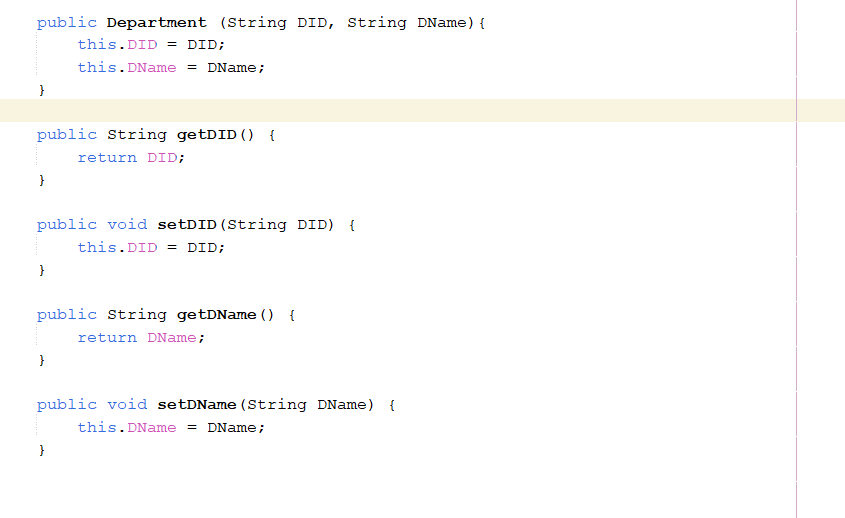 public Department (String DID, String DName){
this.DID = DID;
this.DName = DName;
}
public String getDID() {
return DID;
}
public void setDID(String DID) {
this.DID = DID;
}
public String getDName() {
return DName;
}
public void setDName(String DName) {
this.DName = DName;
}